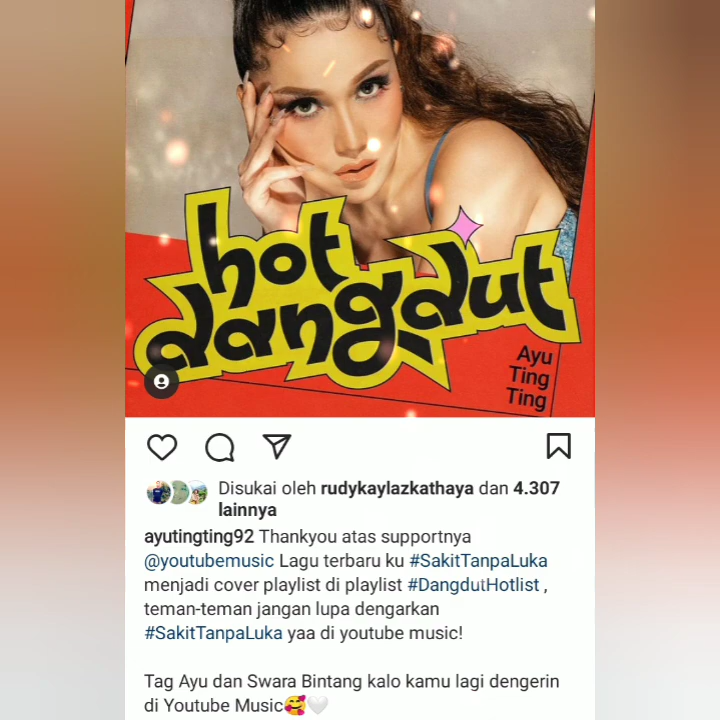 hot
dangdut
Ayu
Ting
Ting
Disukai oleh rudykaylazkathaya dan 4.307
lainnya
ayutingting92 Thankyou atas supportnya
@youtubemusic Lagu terbaru ku #SakitTanpaLuka
menjadi cover playlist di playlist #DangdutHotlist ,
teman-teman jangan lupa dengarkan
#SakitTanpaLuka yaa di youtube music!
Tag Ayu dan Swara Bintang kalo kamu lagi dengerin
di Youtube Music🥰🤍